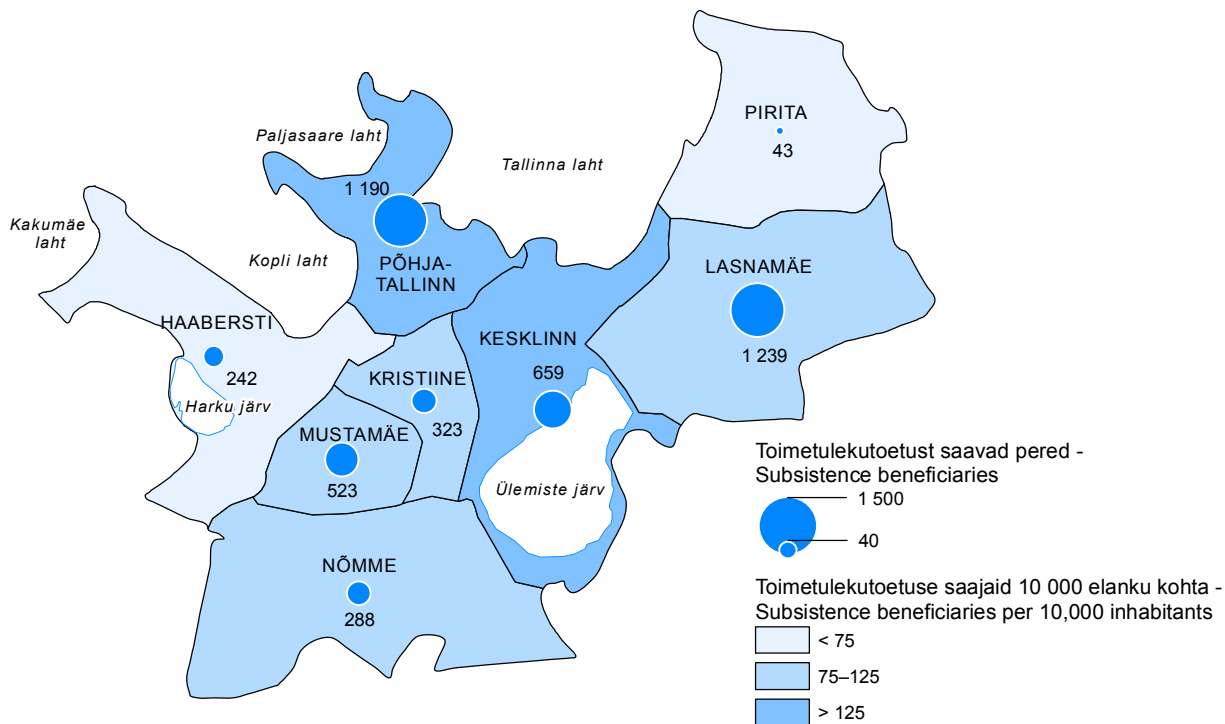 PIRITA
43
Paljasaare laht
Tallinna laht
1 190
Kakumäe
laht
Kopli laht
PÕHJA-
TALLINN
LASNAMÄE
1 239
HAABERSTI
242
KESKLINN
659
KRISTIINE
323
Harku järv
MUSTAMÄE
523
Ülemiste järv
NÕMME
288
Toimetulekutoetust saavad pered -
Subsistence beneficiaries
1 500
40
Toimetulekutoetuse saajaid 10 000 elanku kohta -
Subsistence beneficiaries per 10,000 inhabitants
< 75
75–125
> 125